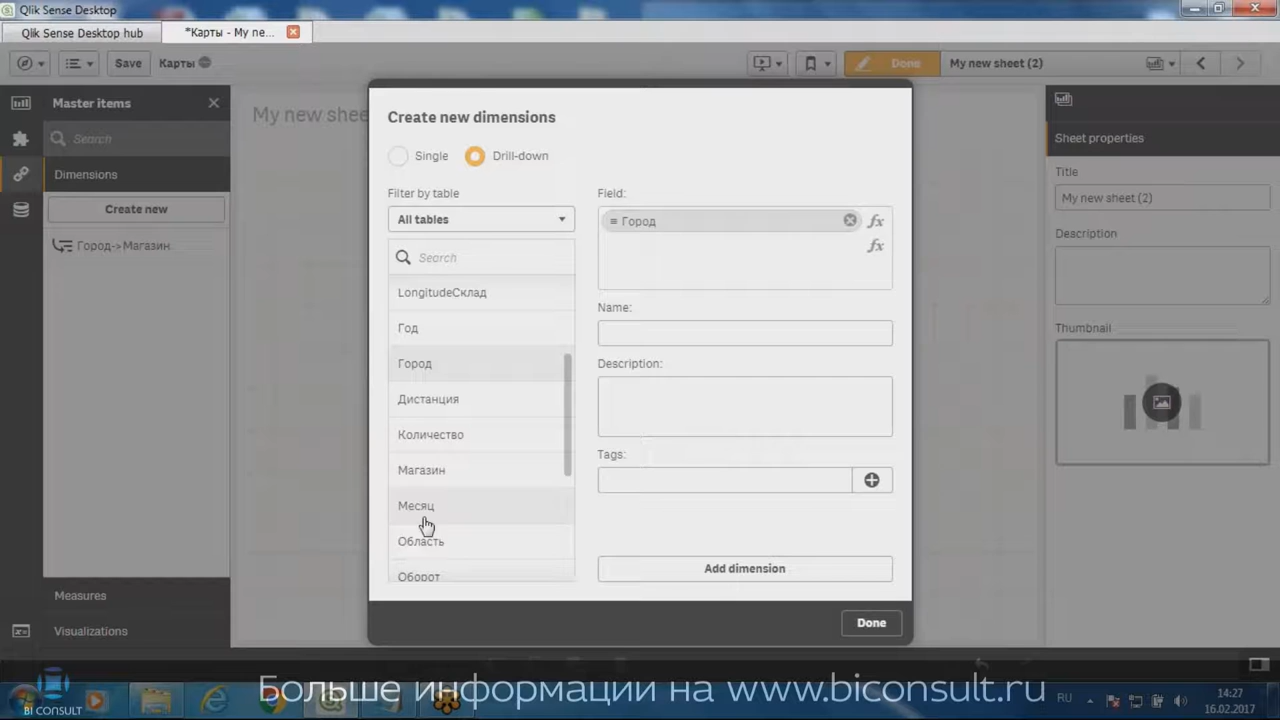 Qlik Sense Desktop
Qlik Sense Desktop hub
*Карты - My ne...
Save
Карты
Done
My new sheet (2)
Master items
Search
Dimensions
Create new
Город->Магазин
Measures
Visualizations
My new shee
Create new dimensions
Single
Drill-down
Filter by table
All tables
Search
LongitudeСклад
Год
Город
Дистанция
Количество
Магазин
Месяц
Область
Оборот
Field:
= Город
fx
fx
Name:
Description:
Tags:
Add dimension
Done
Sheet properties
Title
My new sheet (2)
Description
Thumbnail
Больше информации на www.biconsult.ru
BI CONSULT
RU
14:27
16.02.2017